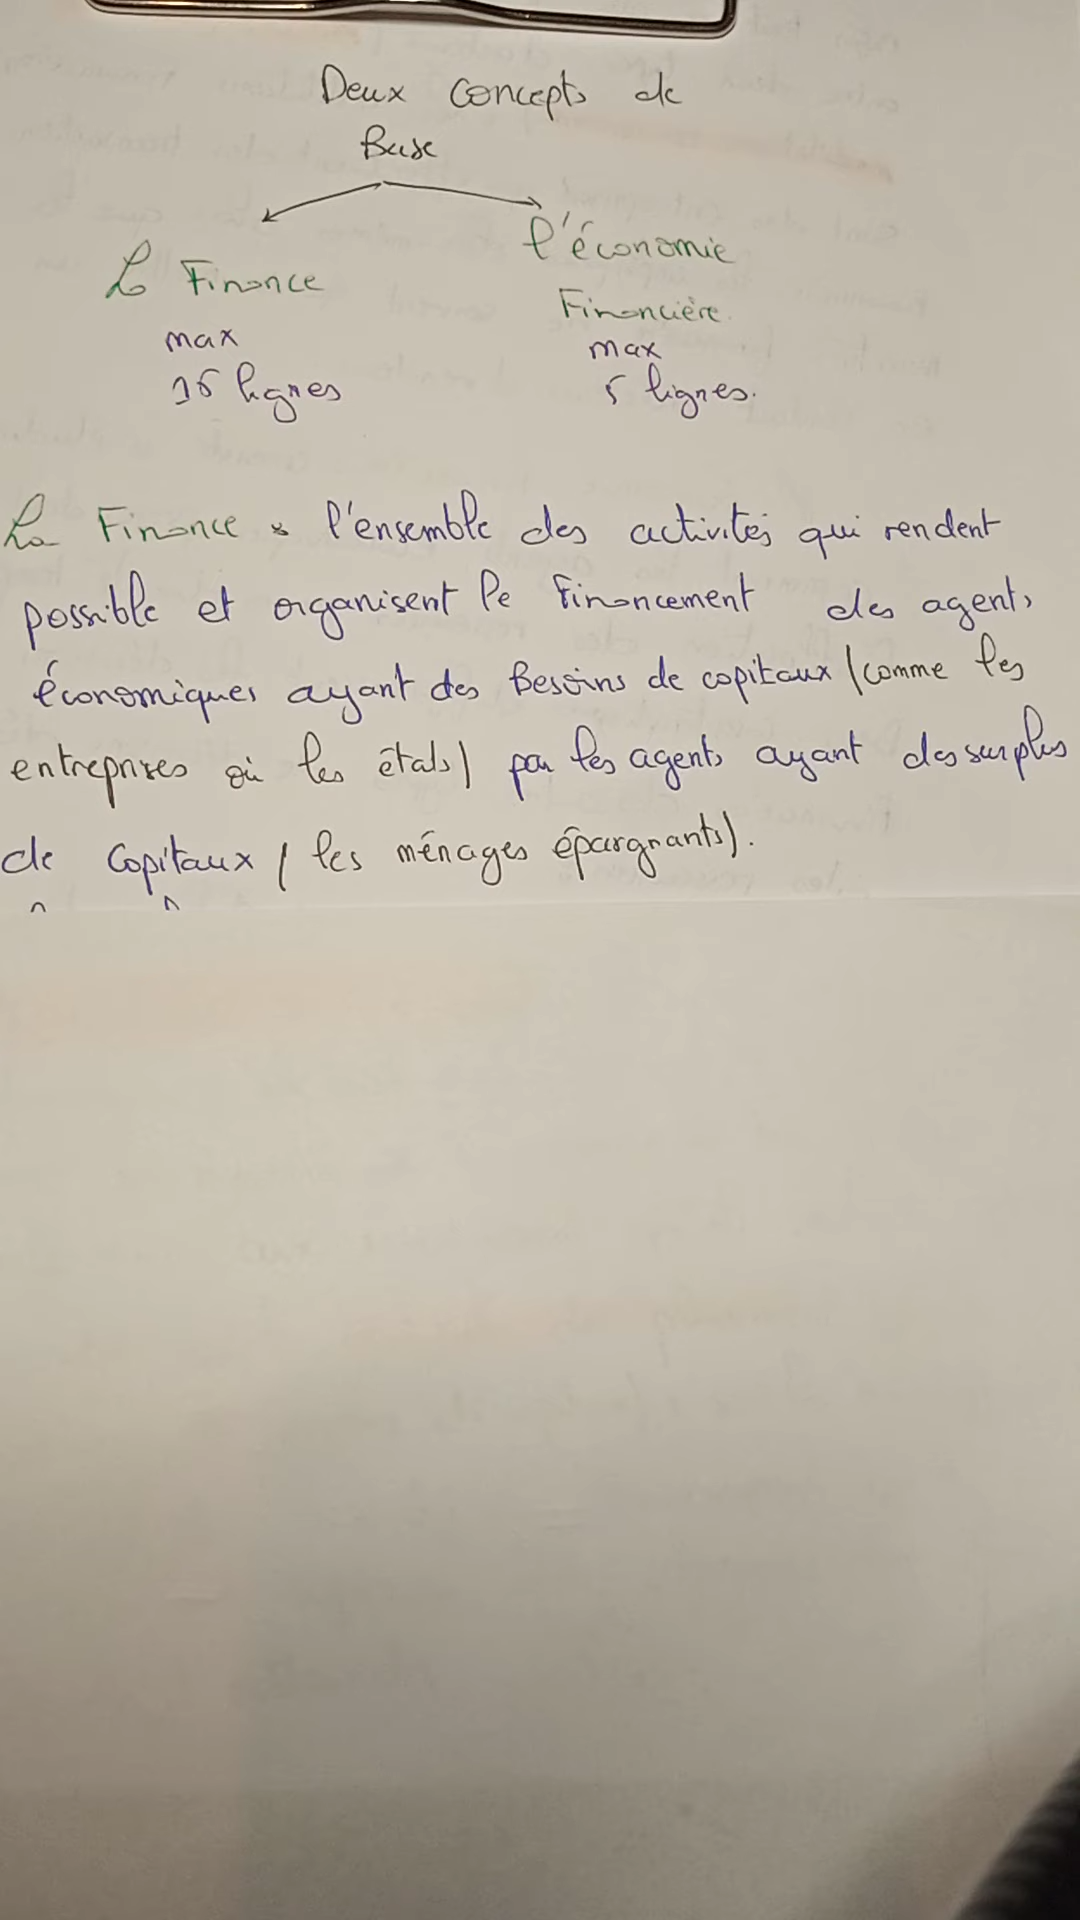 Deux concepts de
Base
La Finance
l'économie
Financière.
max
15 lignes
max
5 lignes.
La Finance : l'ensemble des activités qui rendent
possible et organisent le Financement des agents
économiques ayant des Besoins de capitaux (comme les
entreprises où les états) par les agents ayant des surplus
de Capitaux (les ménages épargnants).